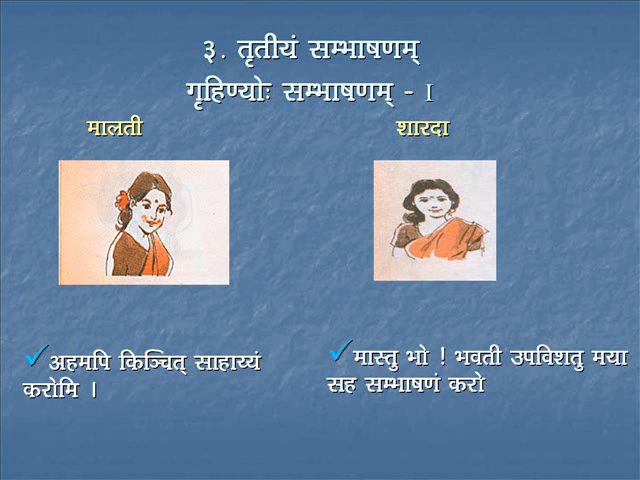 ३. तृतीयं सम्भाषणम्
गृहिण्योः सम्भाषणम् - I
मालती
शारदा
अहमपि किञ्चित् साहाय्यं
करोमि ।
मास्तु भो ! भवती उपविशतु मया
सह सम्भाषणं करो